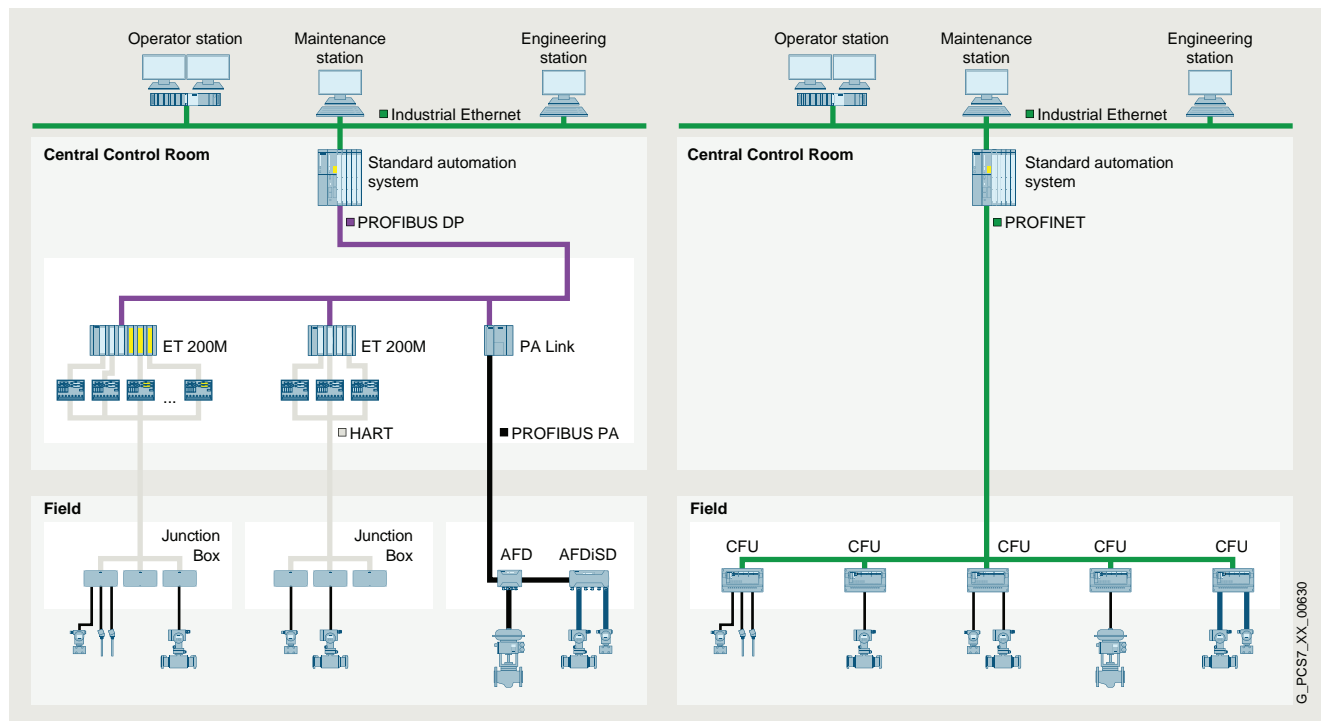 Operator station
Maintenance
station
Engineering
station
Industrial Ethernet
Central Control Room
Standard automation
system
PROFIBUS DP
ET 200M
ET 200M
PA Link
...
HART
PROFIBUS PA
Field
Junction
Box
Junction
Box
AFD
AFDiSD
Operator station
Maintenance
station
Engineering
station
Industrial Ethernet
Central Control Room
Standard automation
system
PROFINET
Field
CFU
CFU
CFU
CFU
CFU
G_PCS7_XX_00630